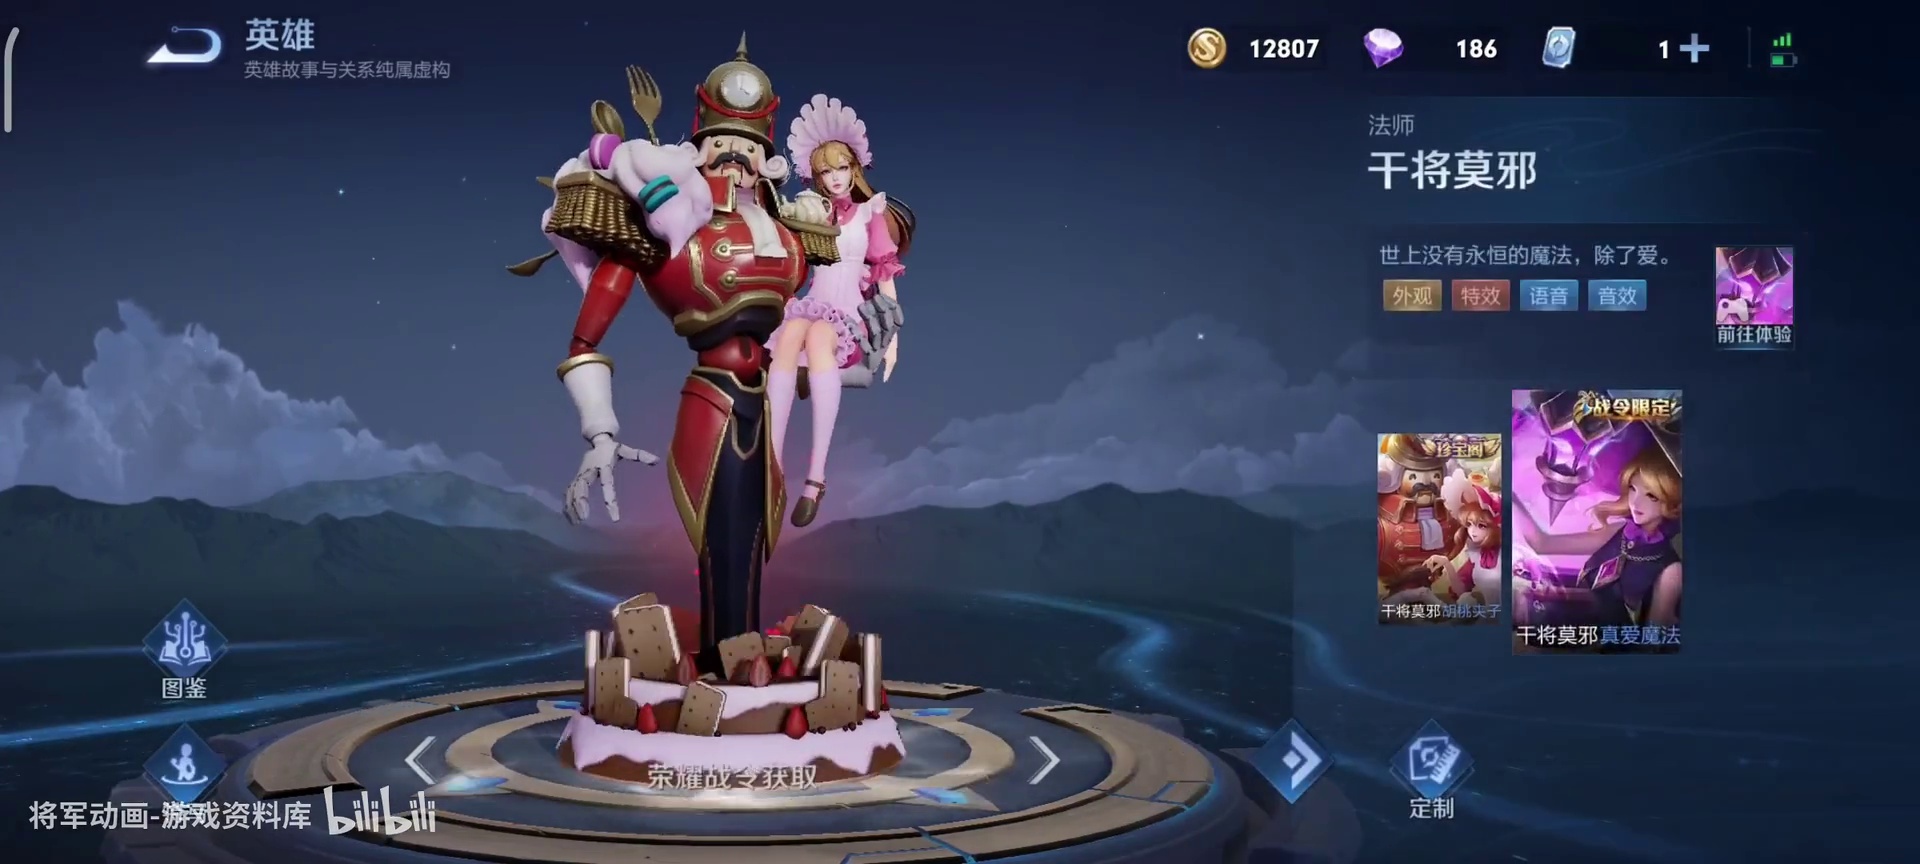 英雄
英雄故事与关系纯属虚构
12807
186
1
法师
干将莫邪
世上没有永恒的魔法，除了爱。
外观
特效
语音
音效
前往体验
战令限定
珍宝阁
干将莫邪胡桃夹子
干将莫邪真爱魔法
图鉴
荣耀战令获取
定制
将军动画-游戏资料库
bilibili